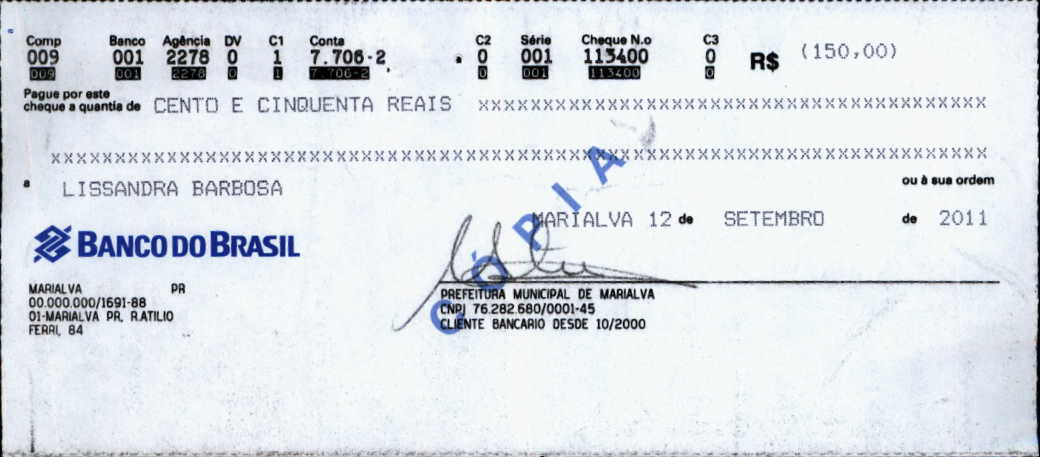 Comp Banco Agência DV C1 Conta C2 Série Cheque N.o C3
009 001 2278 0 1 7.706-2 0 001 113400 0 R$ (150,00)
009 001 2278 0 1 7.706-2 0 001 113400 0
Pague por este
cheque a quantia de CENTO E CINQUENTA REAIS XXXXXXXXXXXXXXXXXXXXXXXXXXXXXXXXXXXXXXXX
XXXXXXXXXXXXXXXXXXXXXXXXXXXXXXXXXXXXXXXXXXXXXXXXXXXXXXXXXXXXXXXXXXXXXXXXXX
a LISSANDRA BARBOSA ou à sua ordem
MARIALVA 12 de SETEMBRO de 2011
BANCO DO BRASIL
MARIALVA PR
00.000.000/1691-88
01-MARIALVA PR, R.ATILIO
FERRI, 84
PREFEITURA MUNICIPAL DE MARIALVA
CNPJ 76.282.680/0001-45
CLIENTE BANCARIO DESDE 10/2000
CÓPIA